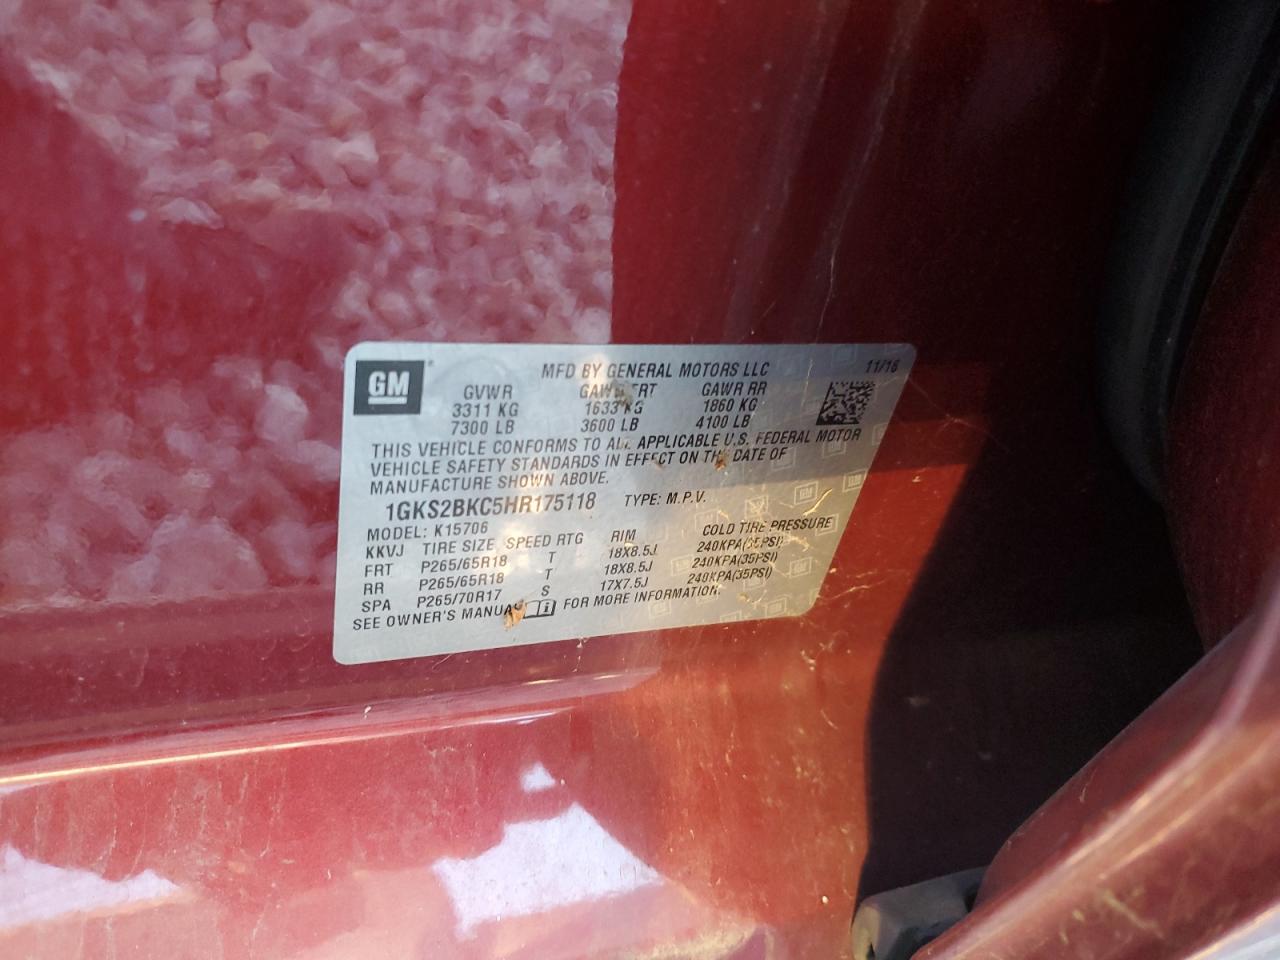 GM
MFD BY GENERAL MOTORS LLC 11/16
GVWR GAWR FRT GAWR RR
3311 KG 1633 KG 1860 KG
7300 LB 3600 LB 4100 LB
THIS VEHICLE CONFORMS TO ALL APPLICABLE U.S. FEDERAL MOTOR
VEHICLE SAFETY STANDARDS IN EFFECT ON THE DATE OF
MANUFACTURE SHOWN ABOVE.
1GKS2BKC5HR175118 TYPE: M.P.V.
MODEL: K15706
KKVJ TIRE SIZE SPEED RTG RIM COLD TIRE PRESSURE
FRT P265/65R18 T 18X8.5J 240KPA(35PSI)
RR P265/65R18 T 18X8.5J 240KPA(35PSI)
SPA P265/70R17 S 17X7.5J 240KPA(35PSI)
SEE OWNER'S MANUAL FOR MORE INFORMATION.